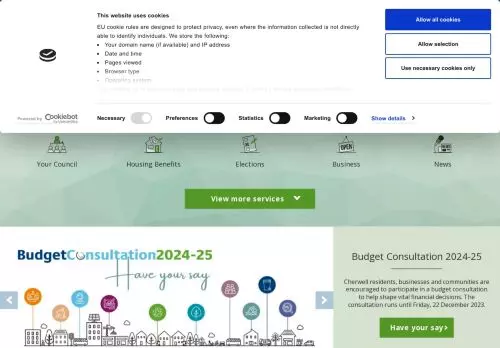 This website uses cookies
EU cookie rules are designed to protect privacy, even where the information collected is not directly
able to identify individuals. We store the following:
• Your domain name (if available) and IP address
• Date and time
• Pages viewed
• Browser type
• Operating system
Allow all cookies
Allow selection
Use necessary cookies only
Powered by Cookiebot
Necessary
Preferences
Statistics
Marketing
Show details
Your Council
Housing Benefits
Elections
OPEN
Business
News
View more services
BudgetConsultation2024-25
Have your say
Budget Consultation 2024-25
Cherwell residents, businesses and communities are
encouraged to participate in a budget consultation
to help shape vital financial decisions. The
consultation runs until Friday, 22 December 2023.
Have your say